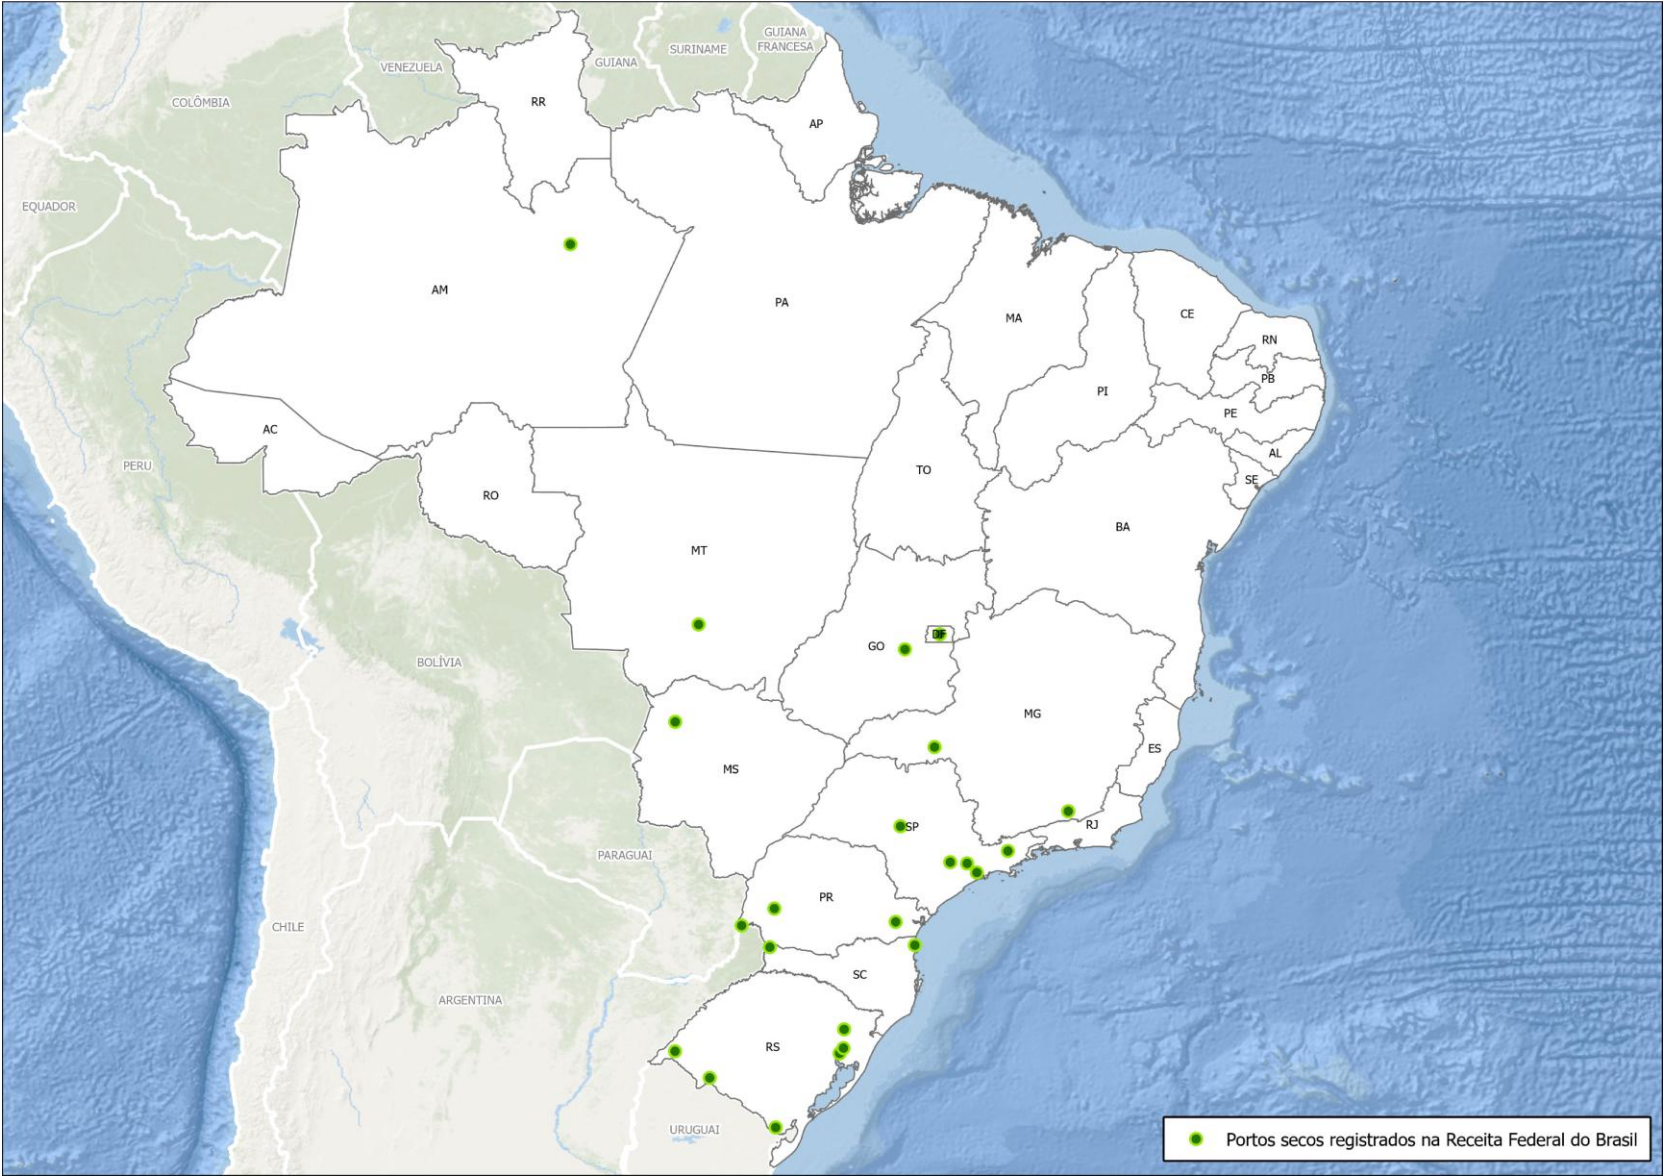 GUIANA
FRANCESA
SURINAME
GUIANA
VENEZUELA
COLÔMBIA
RR
AP
EQUADOR
AM
PA
MA
CE
RN
PB
PI
PE
AC
AL
PERU
TO
SE
RO
BA
MT
DF
GO
BOLÍVIA
MG
ES
MS
SP
RJ
PARAGUAI
PR
CHILE
SC
ARGENTINA
RS
URUGUAI
Portos secos registrados na Receita Federal do Brasil